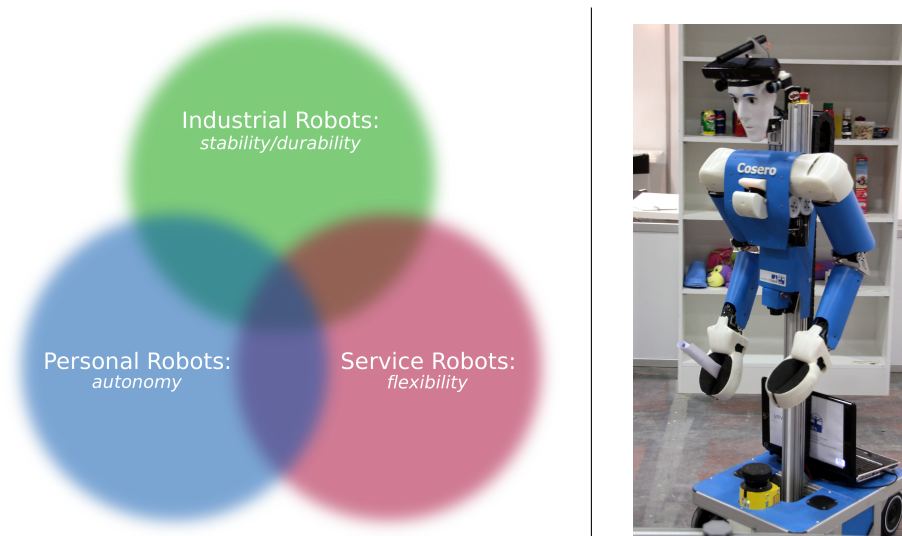 Industrial Robots:
stability/durability
Personal Robots:
autonomy
Service Robots:
flexibility
Cosero